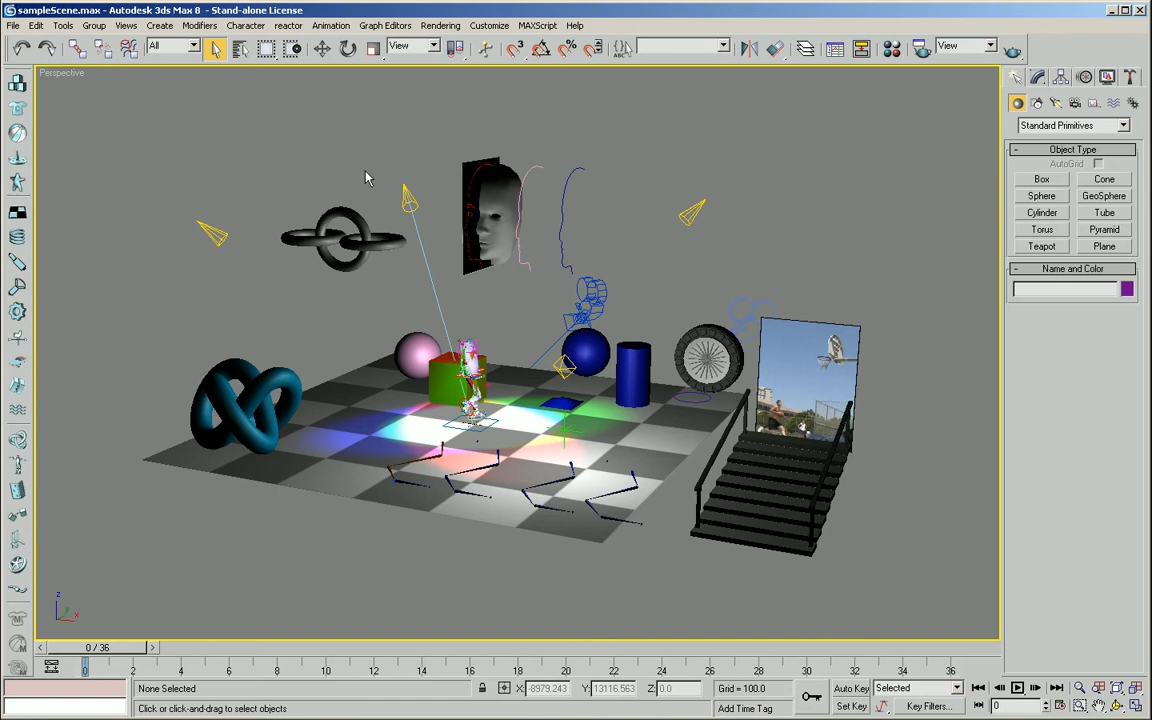 sampleScene.max - Autodesk 3ds Max 8 - Stand-alone License
File Edit Tools Group Views Create Modifiers Character reactor Animation Graph Editors Rendering Customize MAXScript Help
All View View
Perspective
Standard Primitives
- Object Type
AutoGrid
Box Cone
Sphere GeoSphere
Cylinder Tube
Torus Pyramid
Teapot Plane
- Name and Color
z
y
x
< 0 / 36 >
0 2 4 6 8 10 12 14 16 18 20 22 24 26 28 30 32 34 36
None Selected X: -8979.243 Y: 13116.563 Z: 0.0 Grid = 100.0 Auto Key Selected
Click or click-and-drag to select objects Add Time Tag Set Key Key Filters... 0